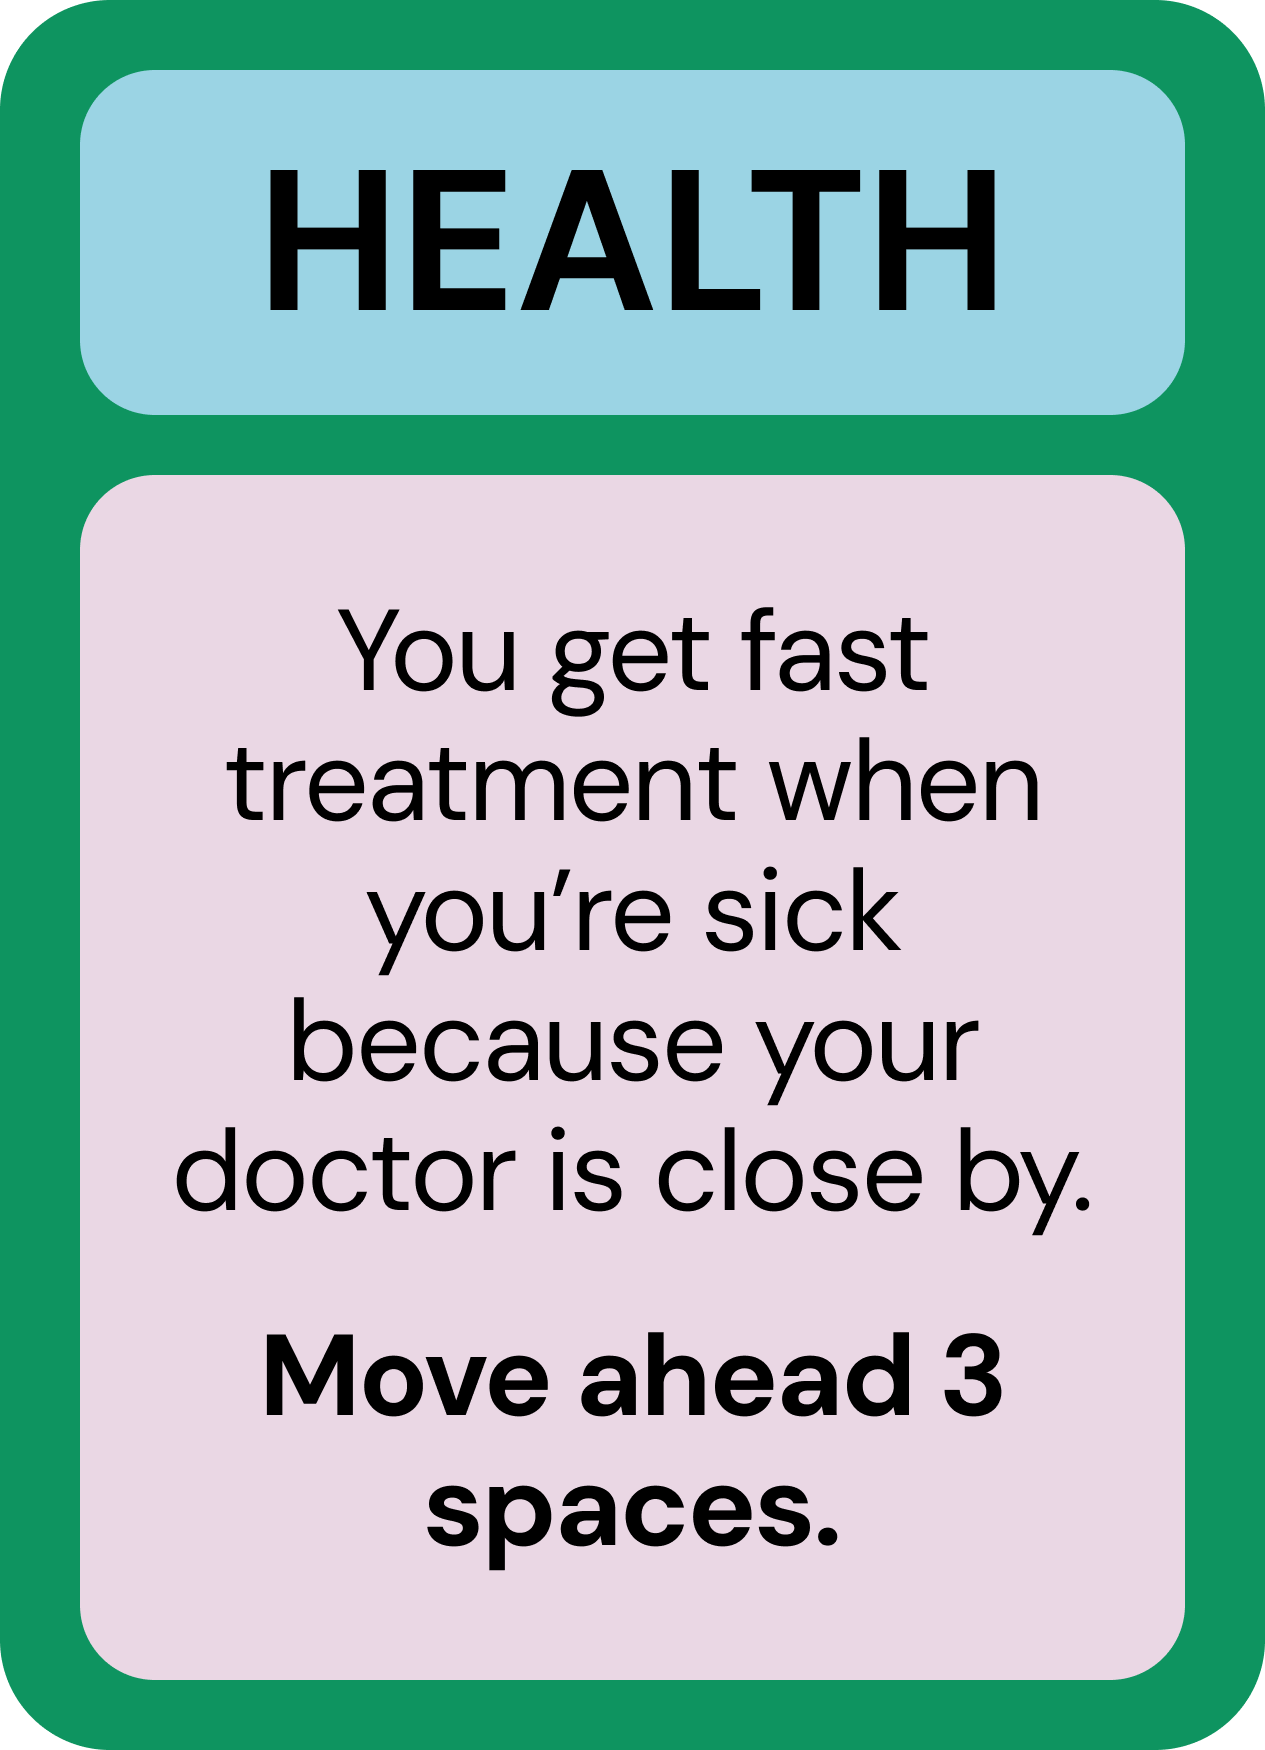 HEALTH
You get fast
treatment when
you’re sick
because your
doctor is close by.
Move ahead 3
spaces.